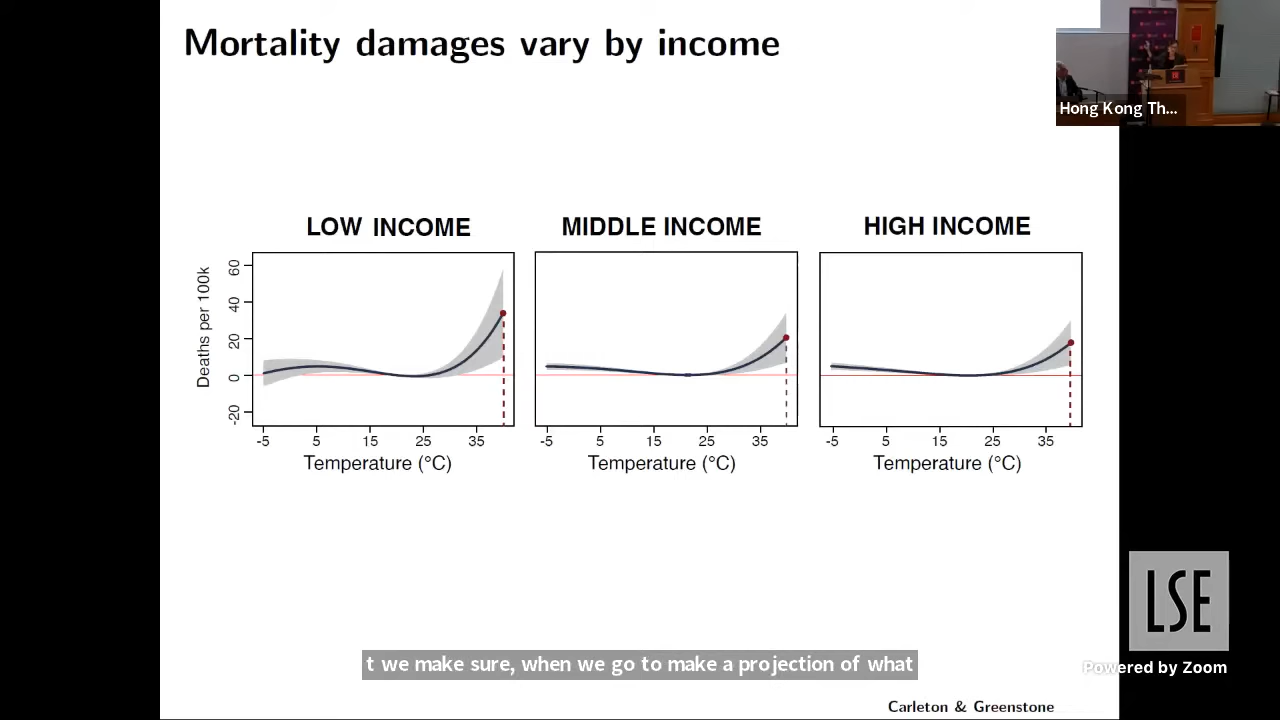 Mortality damages vary by income
Hong Kong Th...
LOW INCOME
MIDDLE INCOME
HIGH INCOME
Deaths per 100k
60
40
20
0
-20
-5 5 15 25 35
-5 5 15 25 35
-5 5 15 25 35
Temperature (°C)
Temperature (°C)
Temperature (°C)
LSE
t we make sure, when we go to make a projection of what
Powered by Zoom
Carleton & Greenstone